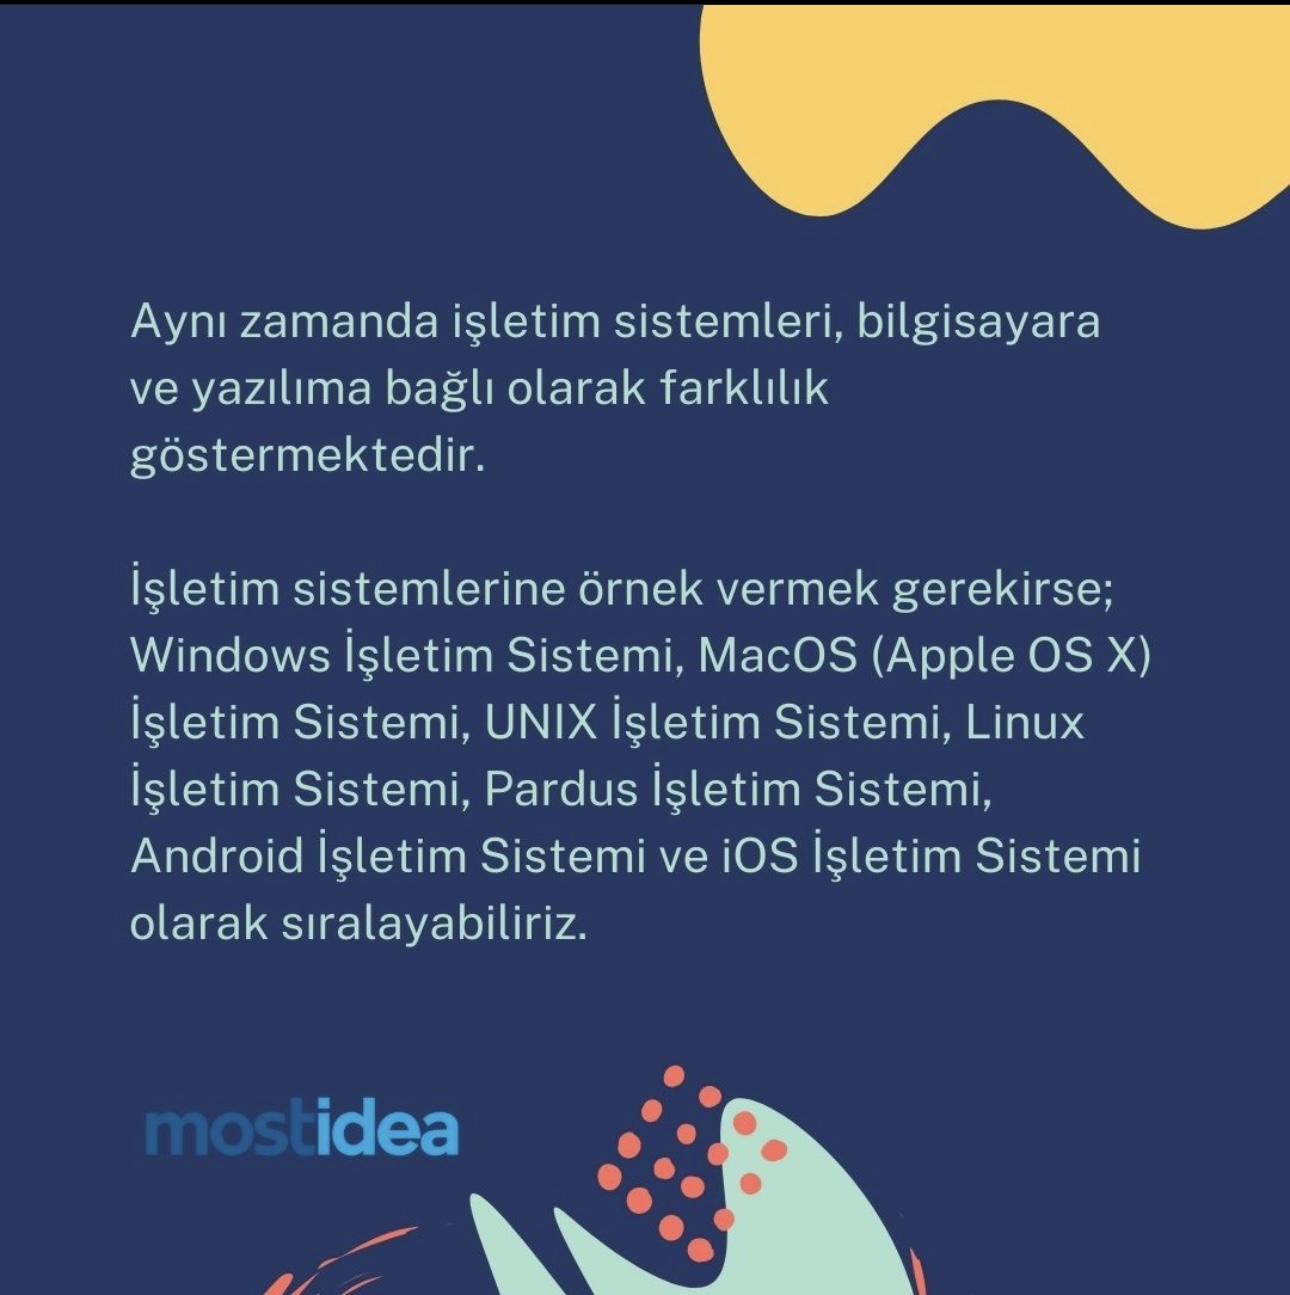 Aynı zamanda işletim sistemleri, bilgisayara
ve yazılıma bağlı olarak farklılık
göstermektedir.
İşletim sistemlerine örnek vermek gerekirse;
Windows İşletim Sistemi, MacOS (Apple OS X)
İşletim Sistemi, UNIX İşletim Sistemi, Linux
İşletim Sistemi, Pardus İşletim Sistemi,
Android İşletim Sistemi ve iOS İşletim Sistemi
olarak sıralayabiliriz.
mostidea